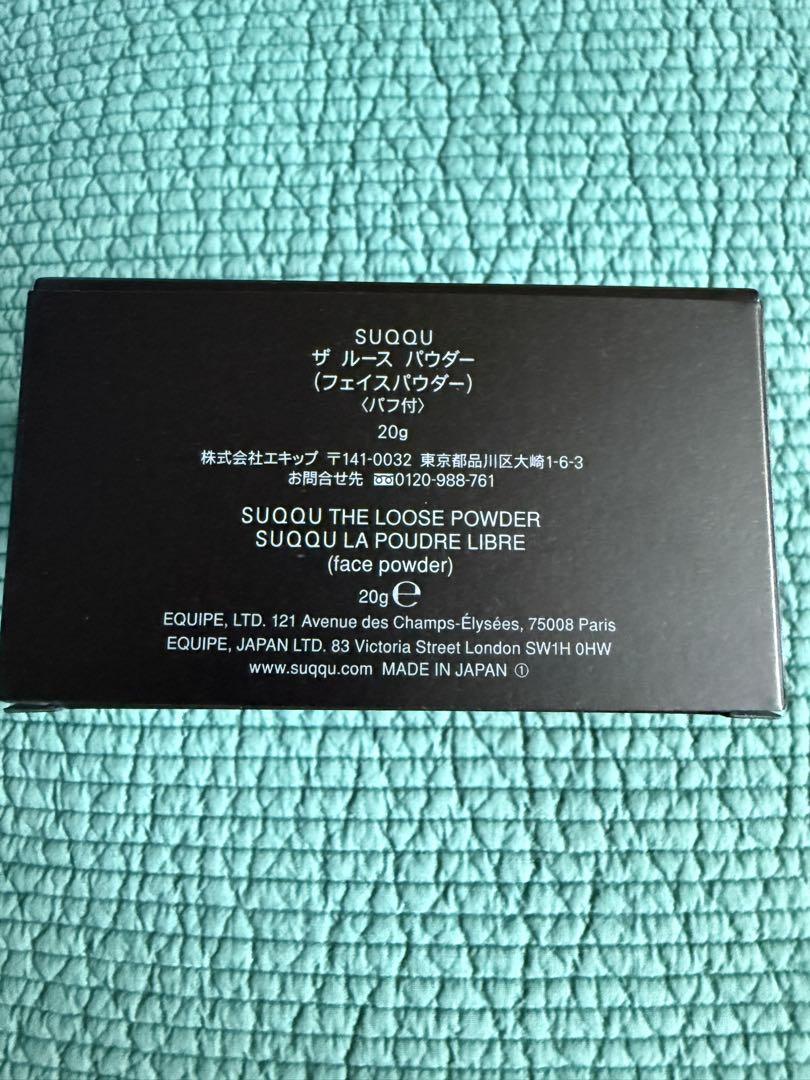 SUQQU
ザ ルース パウダー
（フェイスパウダー）
〈パフ付〉
20g
株式会社エキップ 〒141-0032 東京都品川区大崎1-6-3
お問合せ先 0120-988-761
SUQQU THE LOOSE POWDER
SUQQU LA POUDRE LIBRE
(face powder)
20g ℮
EQUIPE, LTD. 121 Avenue des Champs-Élysées, 75008 Paris
EQUIPE, JAPAN LTD. 83 Victoria Street London SW1H 0HW
www.suqqu.com MADE IN JAPAN ①